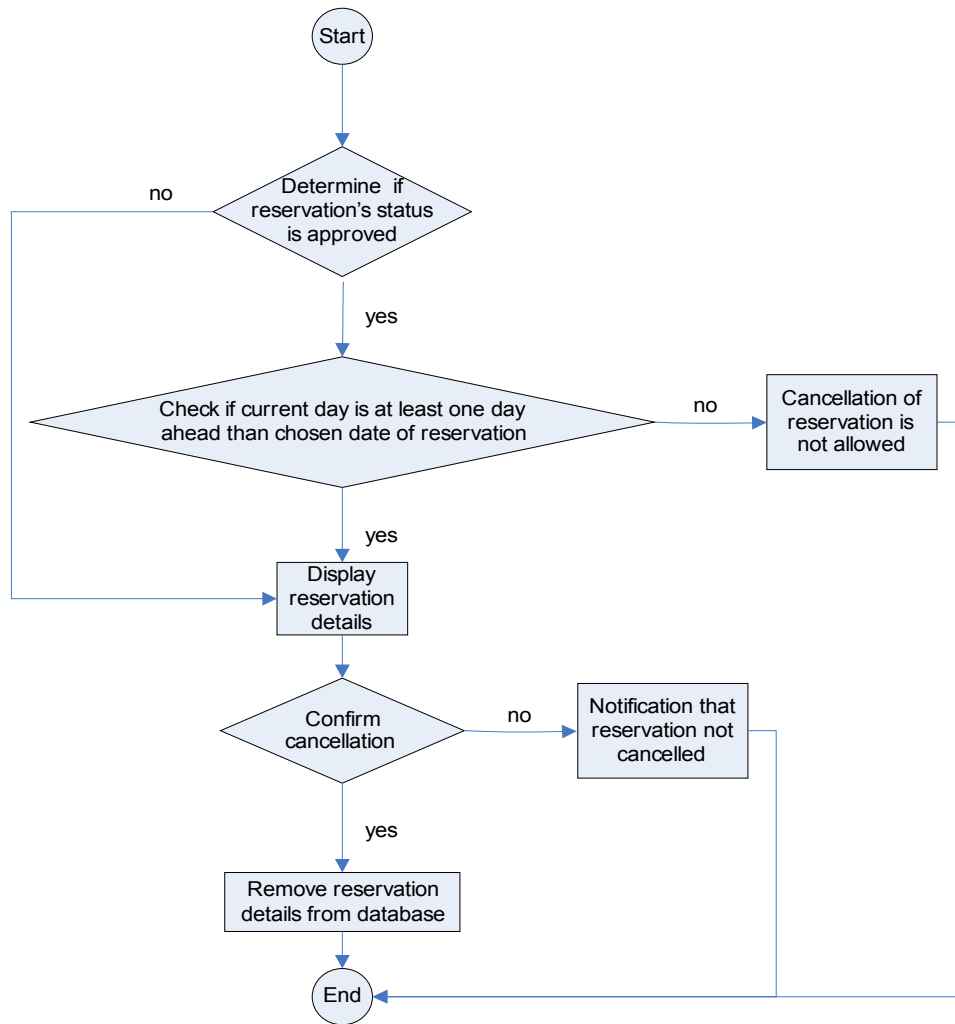 Start
Determine if
reservation's status
is approved
no
yes
Check if current day is at least one day
ahead than chosen date of reservation
no
Cancellation of
reservation is
not allowed
yes
Display
reservation
details
Confirm
cancellation
no
Notification that
reservation not
cancelled
yes
Remove reservation
details from database
End